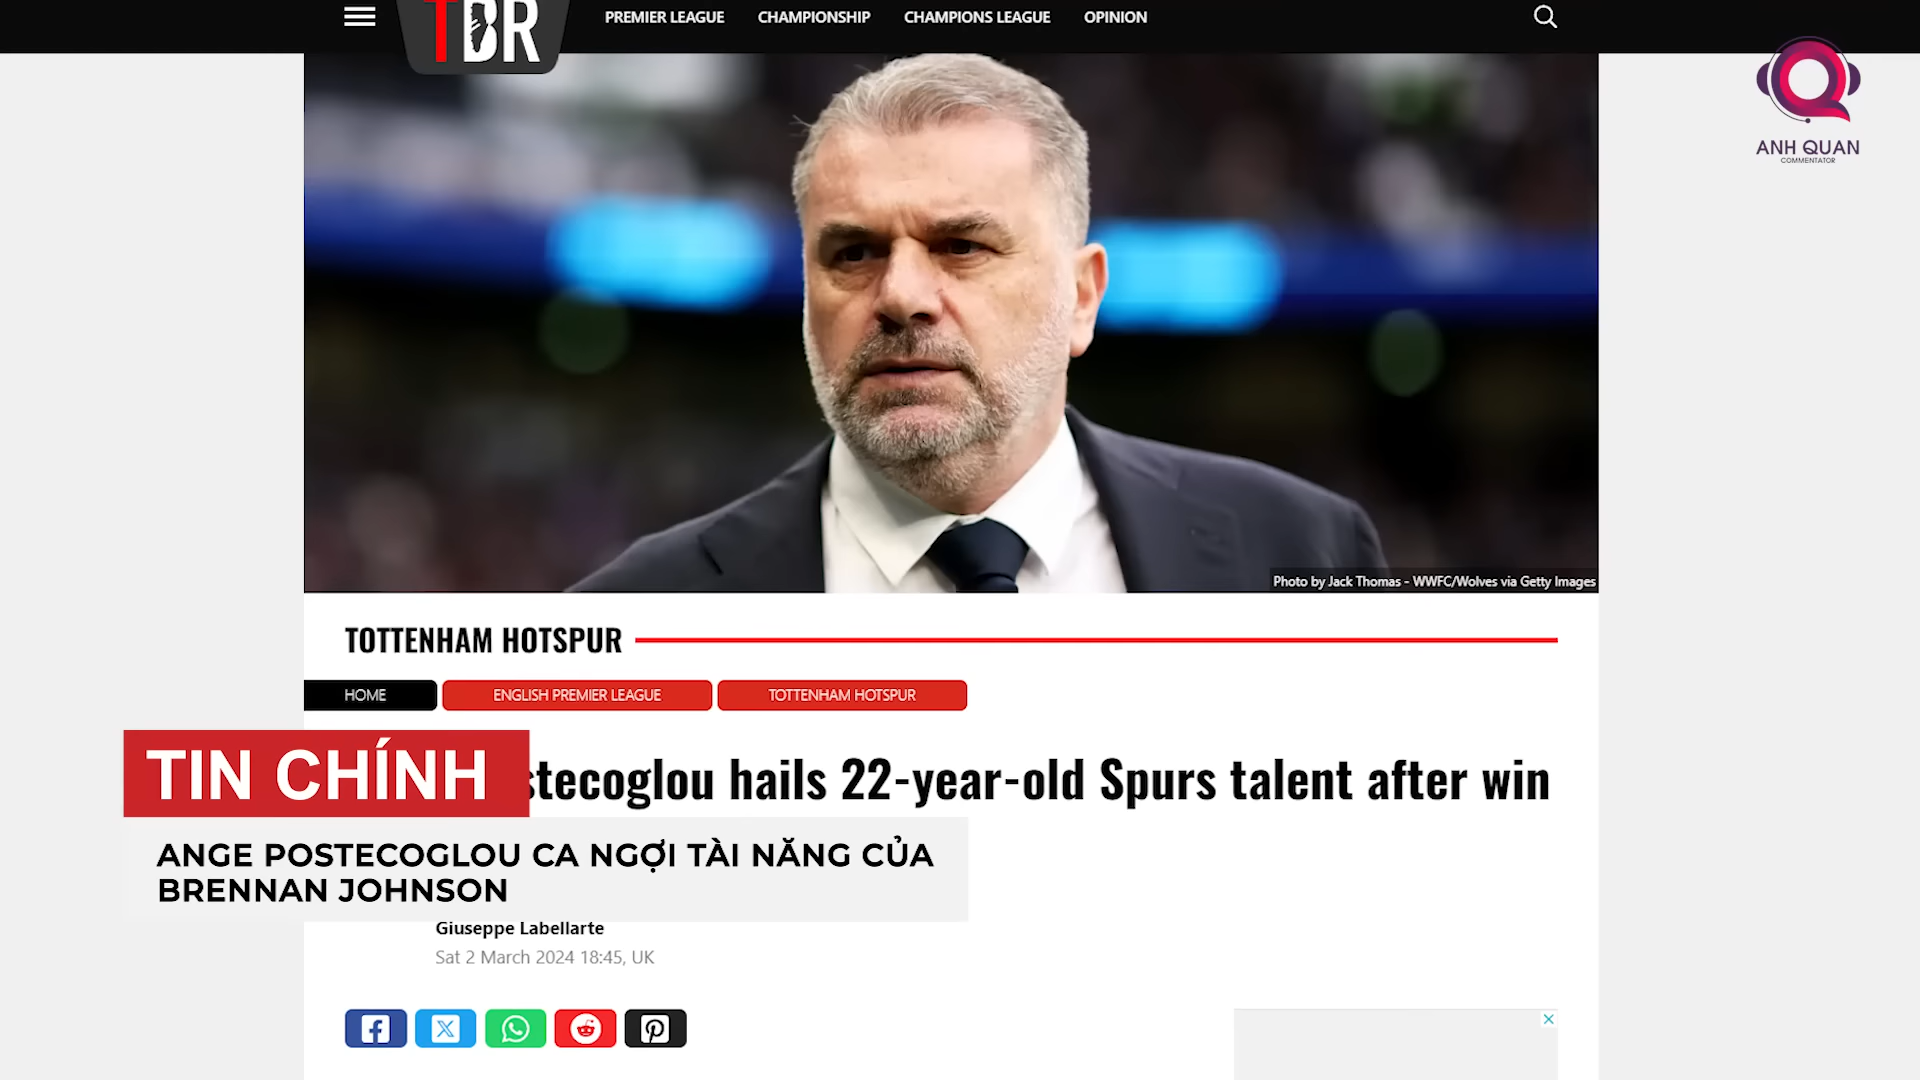 TBR
PREMIER LEAGUE
CHAMPIONSHIP
CHAMPIONS LEAGUE
OPINION
ANH QUAN
COMMENTATOR
Photo by Jack Thomas - WWFC/Wolves via Getty Images
TOTTENHAM HOTSPUR
HOME
ENGLISH PREMIER LEAGUE
TOTTENHAM HOTSPUR
TIN CHÍNH
stecoglou hails 22-year-old Spurs talent after win
ANGE POSTECOGLOU CA NGỢI TÀI NĂNG CỦA
BRENNAN JOHNSON
Giuseppe Labellarte
Sat 2 March 2024 18:45, UK